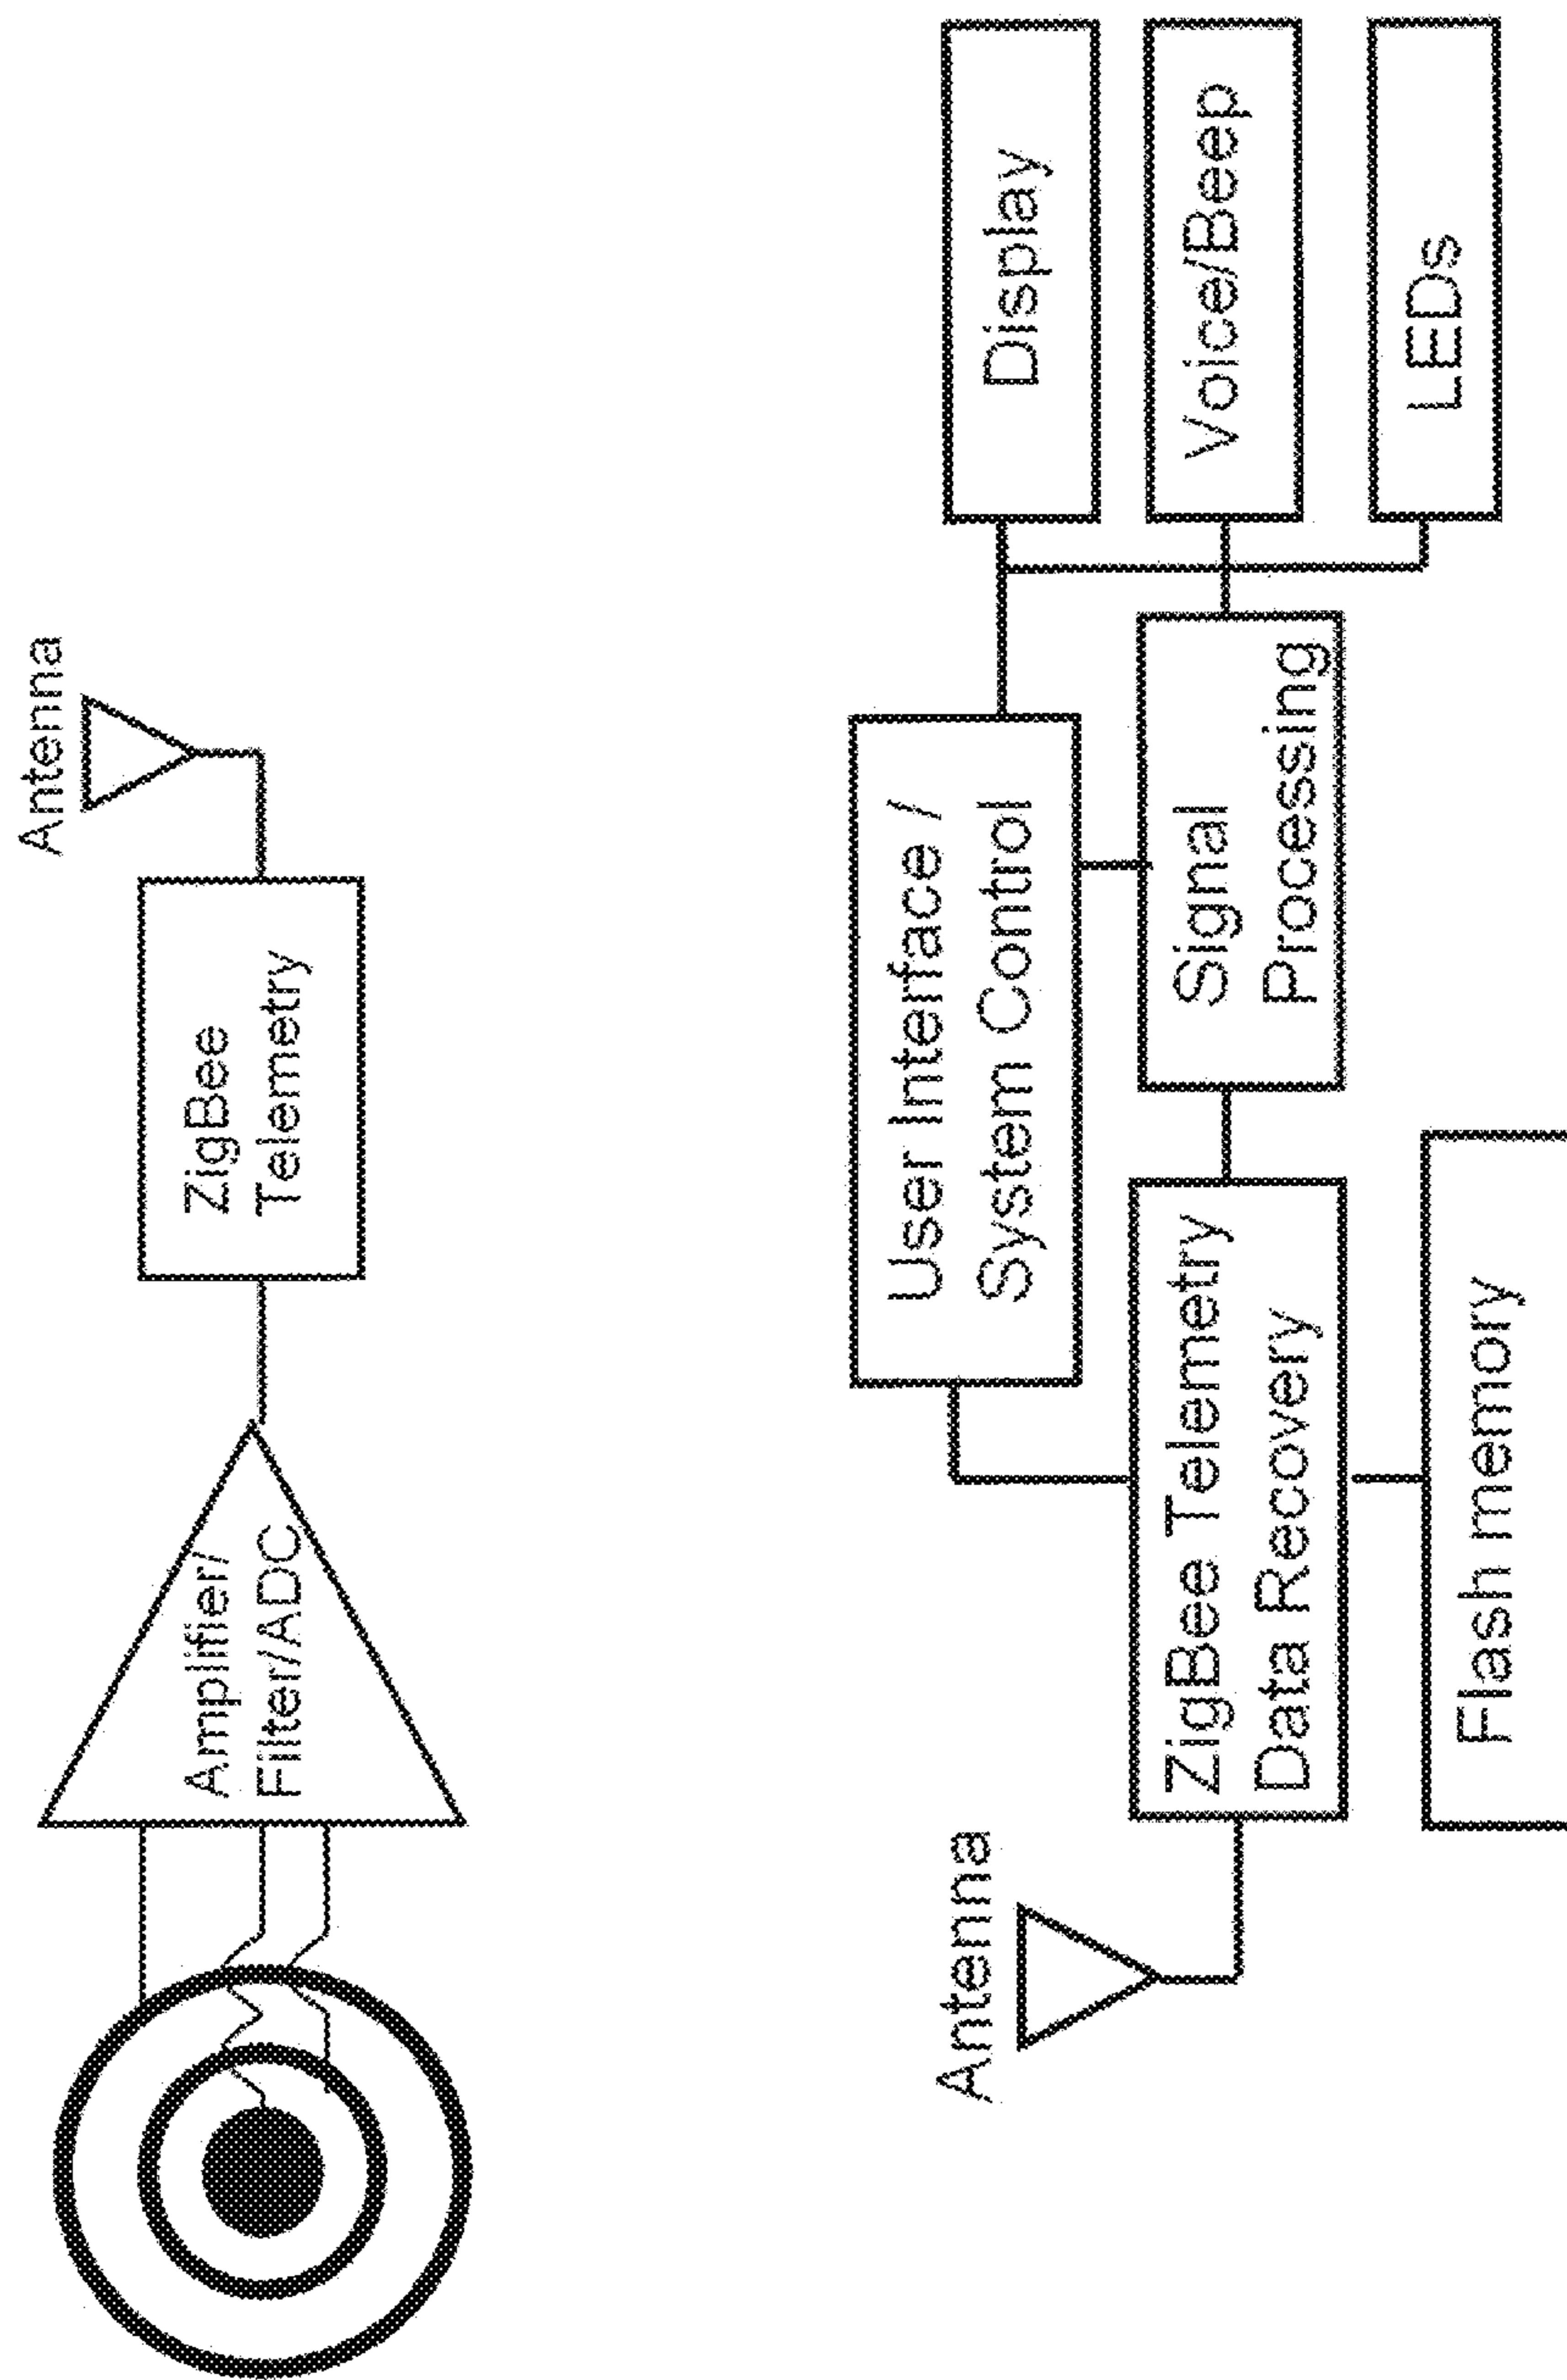 Antenna
Amplifier/
Filter/ADC
ZigBee
Telemetry
Antenna
User Interface /
System Control
Display
ZigBee Telemetry
Data Recovery
Signal
Processing
Voice/Beep
Flash memory
LEDs